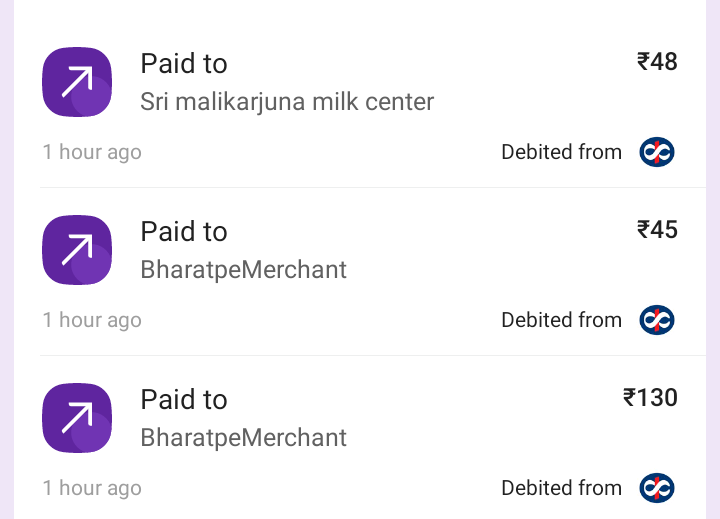 Paid to
₹48
Sri malikarjuna milk center
1 hour ago
Debited from
Paid to
₹45
BharatpeMerchant
1 hour ago
Debited from
Paid to
₹130
BharatpeMerchant
1 hour ago
Debited from